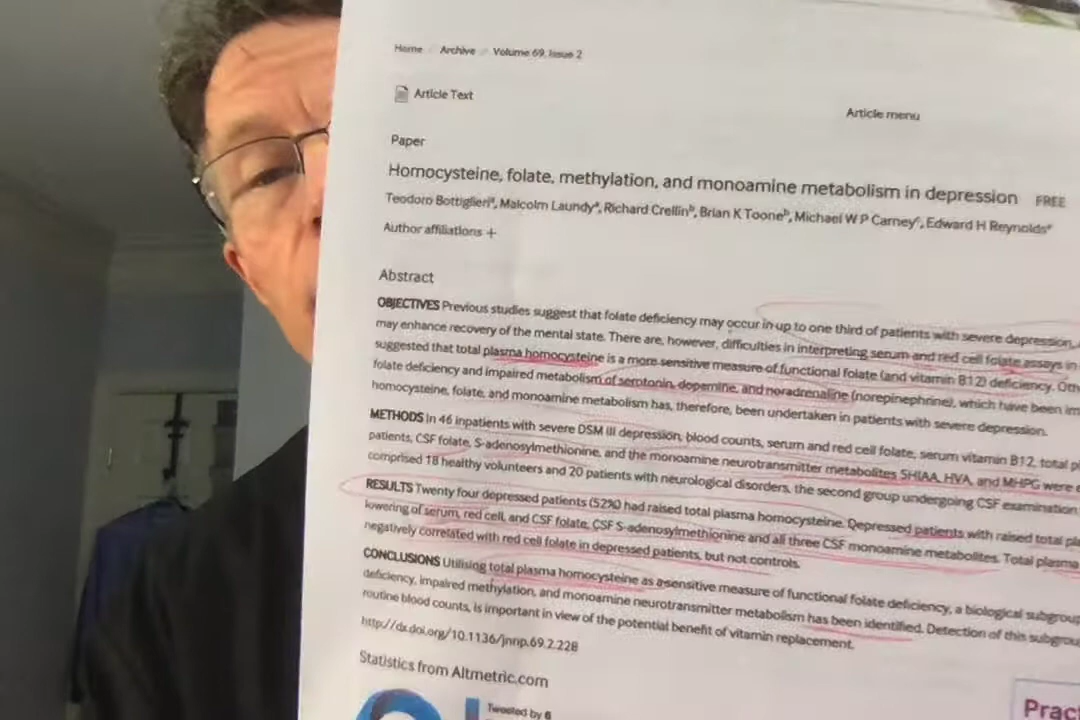 Home Archive Volume 69, Issue 2
Article Text
Article menu
Paper
Homocysteine, folate, methylation, and monoamine metabolism in depression FREE
Teodoro Bottiglieriª, Malcolm Laundyª, Richard Crellinᵇ, Brian K Tooneᵇ, Michael W P Carneyᶜ, Edward H Reynoldsª
Author affiliations +
Abstract
OBJECTIVES Previous studies suggest that folate deficiency may occur in up to one third of patients with severe depression,
may enhance recovery of the mental state. There are, however, difficulties in interpreting serum and red cell folate assays in
suggested that total plasma homocysteine is a more sensitive measure of functional folate (and vitamin B12) deficiency. Oth
folate deficiency and impaired metabolism of serotonin, dopamine, and noradrenaline (norepinephrine), which have been im
homocysteine, folate, and monoamine metabolism has, therefore, been undertaken in patients with severe depression.
METHODS In 46 inpatients with severe DSM III depression, blood counts, serum and red cell folate, serum vitamin B12, total pl
patients, CSF folate, S-adenosylmethionine, and the monoamine neurotransmitter metabolites 5HIAA, HVA, and MHPG were
comprised 18 healthy volunteers and 20 patients with neurological disorders, the second group undergoing CSF examination
RESULTS Twenty four depressed patients (52%) had raised total plasma homocysteine. Depressed patients with raised total pla
lowering of serum, red cell, and CSF folate, CSF S-adenosylmethionine and all three CSF monoamine metabolites. Total plasma
negatively correlated with red cell folate in depressed patients, but not controls.
CONCLUSIONS Utilising total plasma homocysteine as a sensitive measure of functional folate deficiency, a biological subgroup
deficiency, impaired methylation, and monoamine neurotransmitter metabolism has been identified. Detection of this subgrou
routine blood counts, is important in view of the potential benefit of vitamin replacement.
http://dx.doi.org/10.1136/jnnp.69.2.228
Statistics from Altmetric.com
Tweeted by 6
Pract